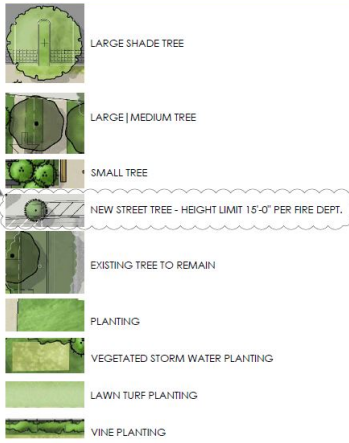 LARGE SHADE TREE
LARGE|MEDIUM TREE
SMALL TREE
NEW STREET TREE - HEIGHT LIMIT 15'-0" PER FIRE DEPT.
EXISTING TREE TO REMAIN
PLANTING
VEGETATED STORM WATER PLANTING
LAWN TURF PLANTING
VINE PLANTING